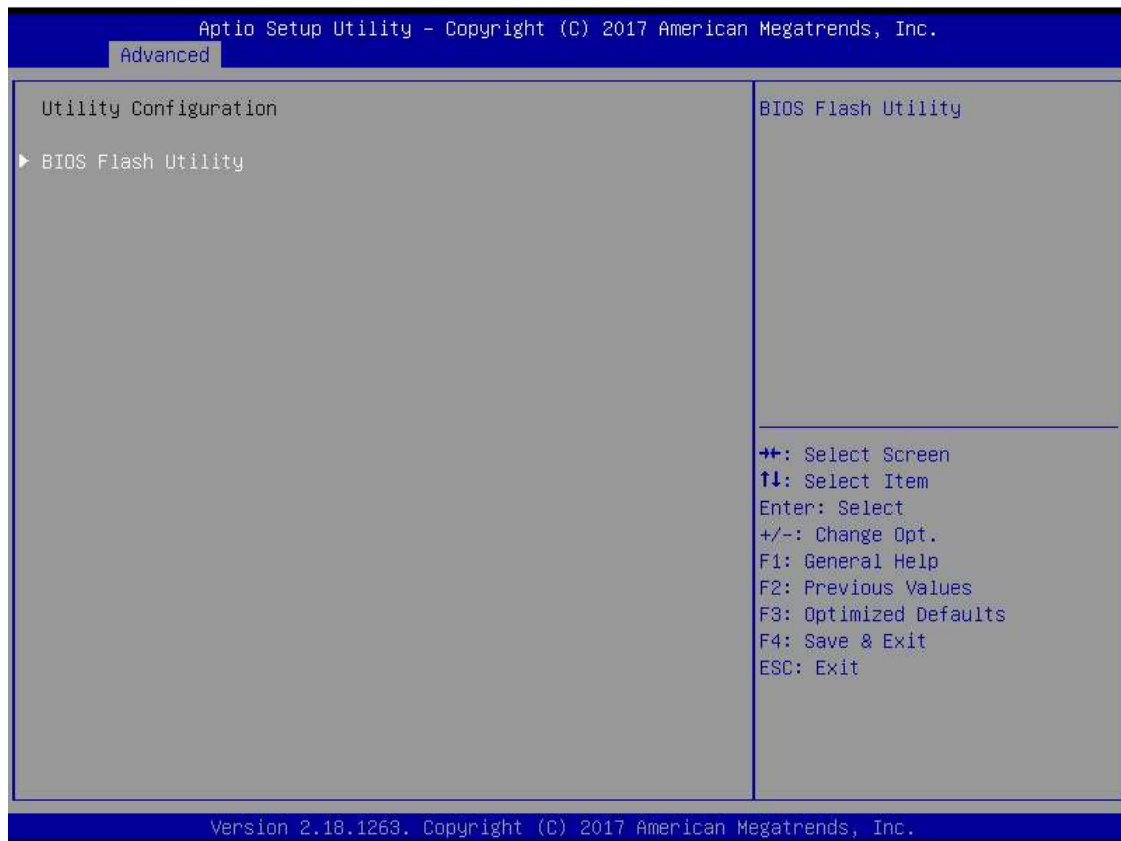 Aptio Setup Utility – Copyright (C) 2017 American Megatrends, Inc.
Advanced
Utility Configuration
▶ BIOS Flash Utility
BIOS Flash Utility
→←: Select Screen
↑↓: Select Item
Enter: Select
+/-: Change Opt.
F1: General Help
F2: Previous Values
F3: Optimized Defaults
F4: Save & Exit
ESC: Exit
Version 2.18.1263. Copyright (C) 2017 American Megatrends, Inc.